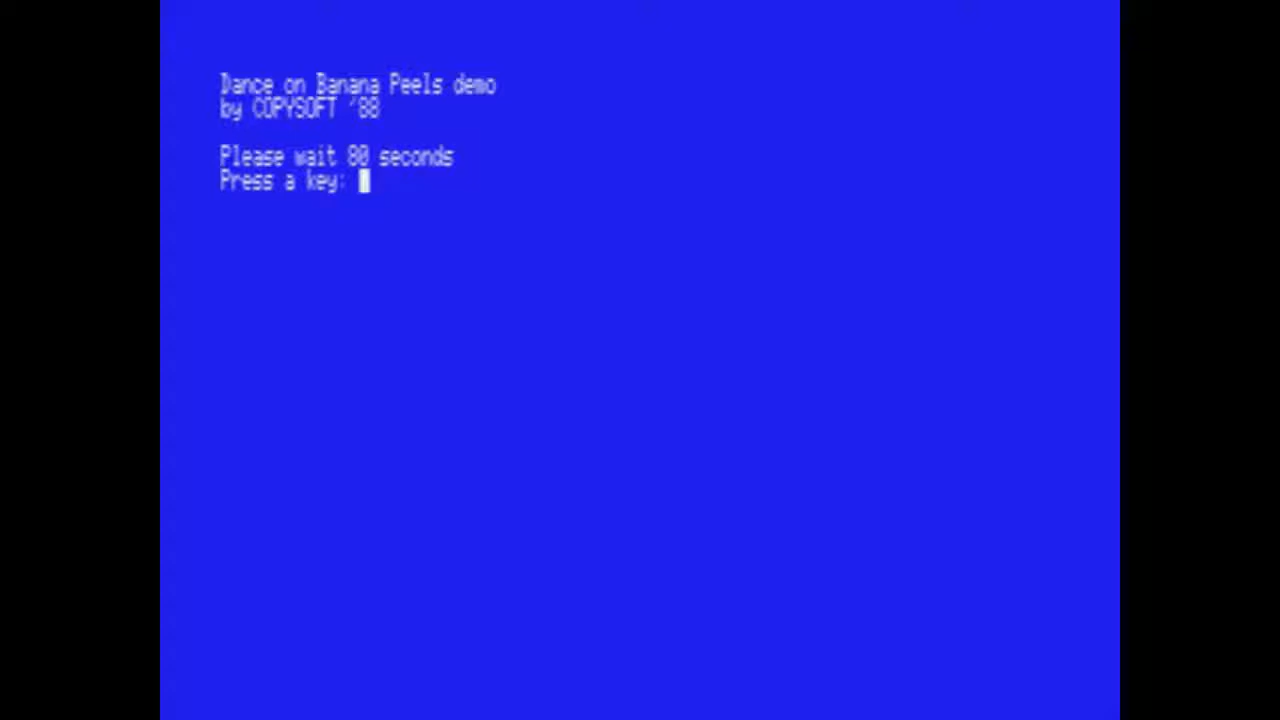 Dance on Banana Peels demo
by COPYSOFT '88
Please wait 80 seconds
Press a key: